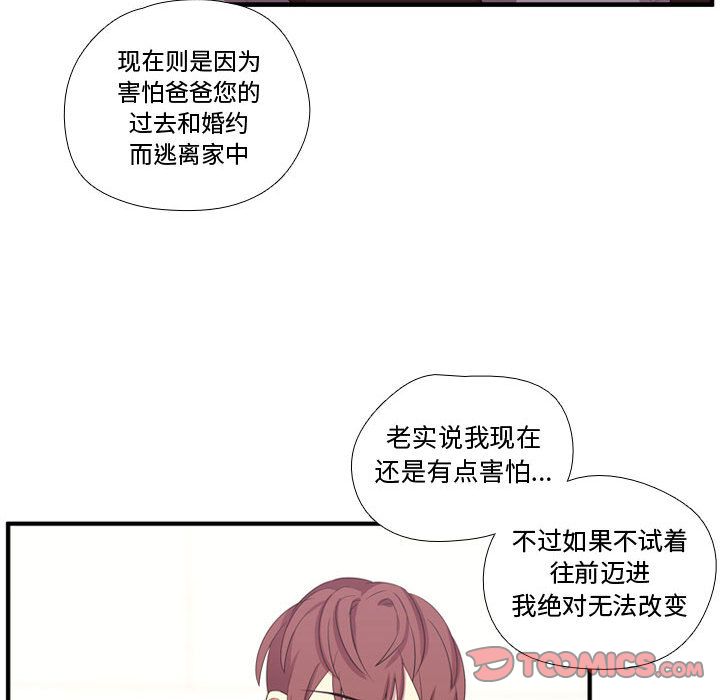 现在则是因为
害怕爸爸您的
过去和婚约
而逃离家中
老实说我现在
还是有点害怕...
不过如果不试着
往前迈进
我绝对无法改变
DTCOMICS.COM